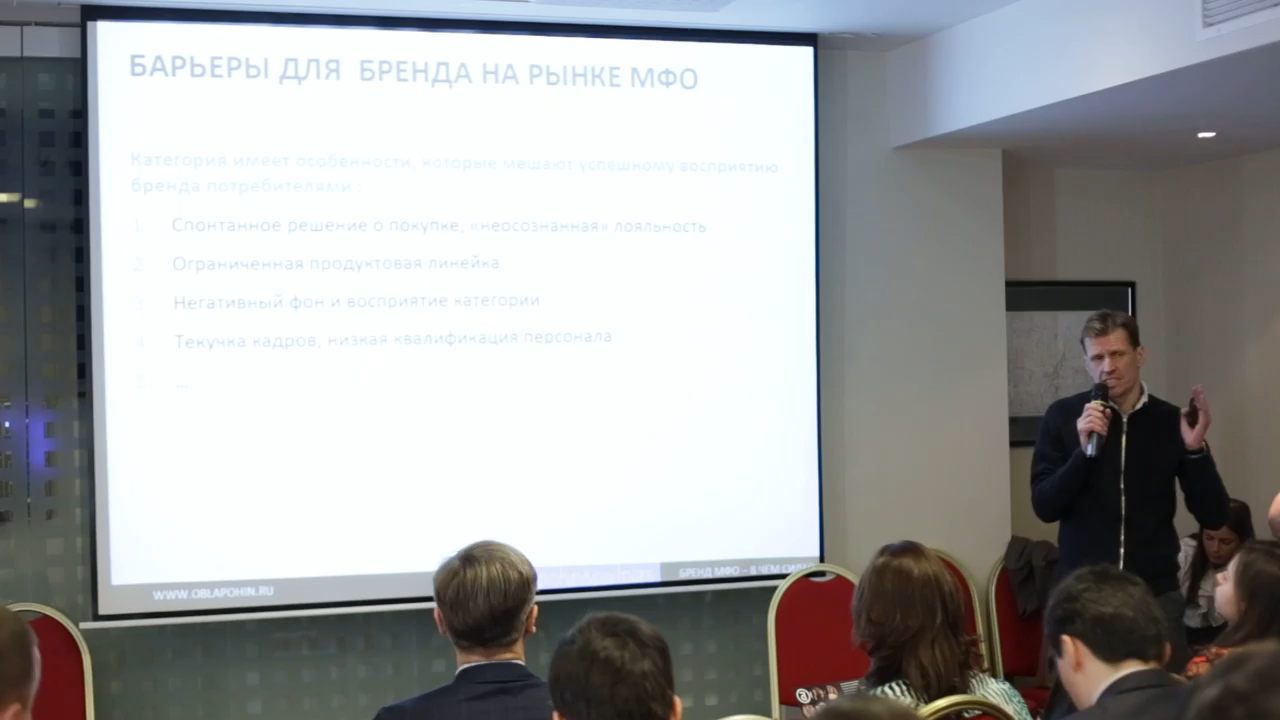 БАРЬЕРЫ ДЛЯ БРЕНДА НА РЫНКЕ МФО
Категория имеет особенности, которые мешают успешному восприятию
бренда потребителями :
1. Спонтанное решение о покупке, «неосознанная» лояльность
2. Ограниченная продуктовая линейка
3. Негативный фон и восприятие категории
4. Текучка кадров, низкая квалификация персонала
5. ...
WWW.OBLAPOHIN.RU
БРЕНД МФО – В ЧЕМ